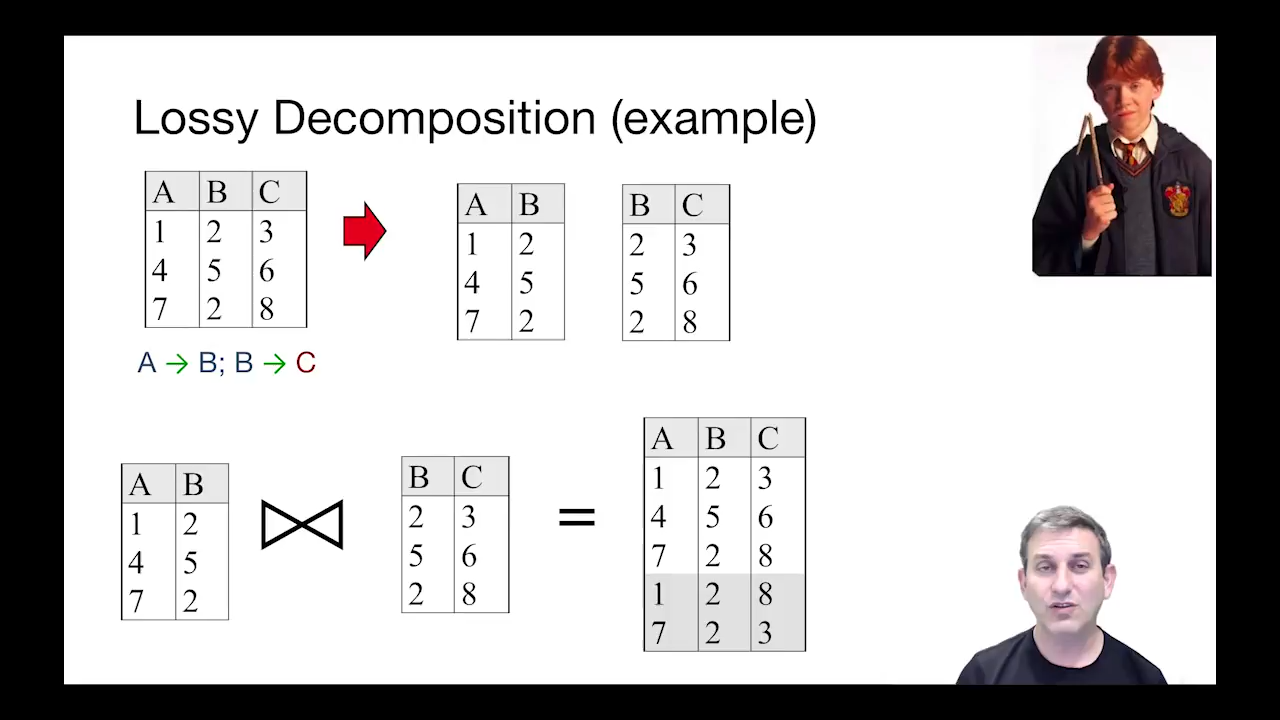 Lossy Decomposition (example)
A B C
1 2 3
4 5 6
7 2 8
A → B; B → C
A B
1 2
4 5
7 2
B C
2 3
5 6
2 8
A B
1 2
4 5
7 2
⋈
B C
2 3
5 6
2 8
=
A B C
1 2 3
4 5 6
7 2 8
1 2 8
7 2 3